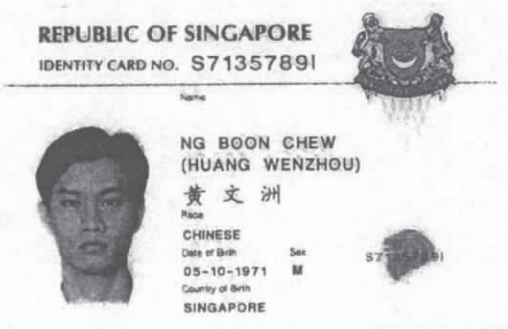 REPUBLIC OF SINGAPORE
IDENTITY CARD NO. S7135789I
Name
NG BOON CHEW
(HUANG WENZHOU)
黄文洲
Race
CHINESE
Date of Birth Sex
05-10-1971 M
Country of Birth
SINGAPORE